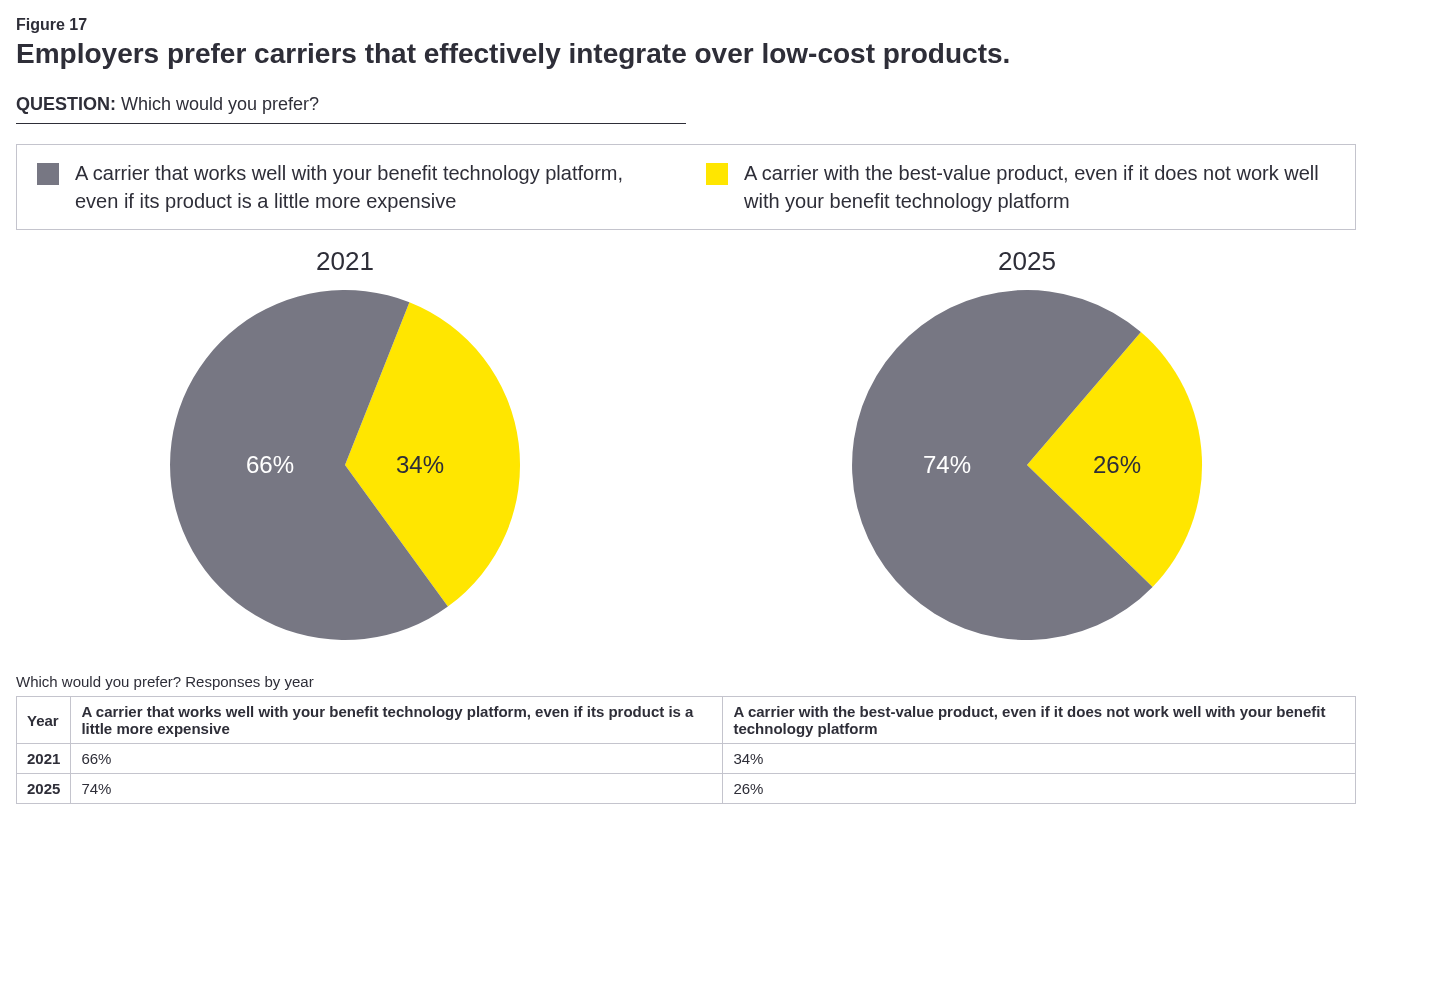 Figure 17
Employers prefer carriers that effectively integrate over low-cost products.
QUESTION: Which would you prefer?
A carrier that works well with your benefit technology platform,
even if its product is a little more expensive
A carrier with the best-value product, even if it does not work well
with your benefit technology platform
2021
2025
66%
34%
74%
26%
Which would you prefer? Responses by year
Year
A carrier that works well with your benefit technology platform, even if its product is a
little more expensive
A carrier with the best-value product, even if it does not work well with your benefit
technology platform
2021 66% 34%
2025 74% 26%